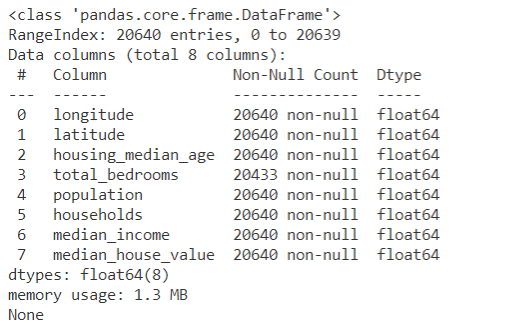 <class 'pandas.core.frame.DataFrame'>
RangeIndex: 20640 entries, 0 to 20639
Data columns (total 8 columns):
 #   Column              Non-Null Count  Dtype
---  ------              --------------  -----
 0   longitude           20640 non-null  float64
 1   latitude            20640 non-null  float64
 2   housing_median_age  20640 non-null  float64
 3   total_bedrooms      20433 non-null  float64
 4   population          20640 non-null  float64
 5   households          20640 non-null  float64
 6   median_income       20640 non-null  float64
 7   median_house_value  20640 non-null  float64
dtypes: float64(8)
memory usage: 1.3 MB
None